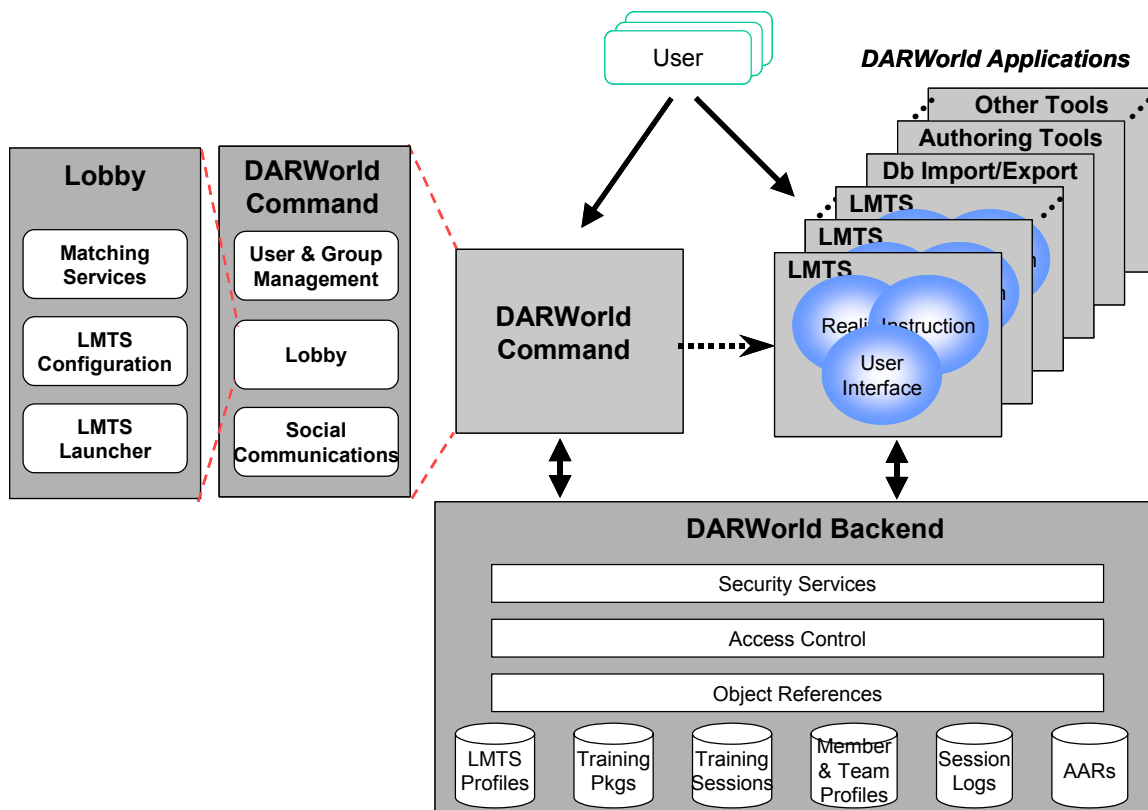 User
DARWorld Applications
Other Tools
Authoring Tools
Db Import/Export
LMTS
LMTS
LMTS
Instruction
User
Interface
Lobby
Matching
Services
LMTS
Configuration
LMTS
Launcher
DARWorld
Command
User & Group
Management
Lobby
Social
Communications
DARWorld
Command
DARWorld Backend
Security Services
Access Control
Object References
LMTS
Profiles
Training
Pkgs
Training
Sessions
Member
& Team
Profiles
Session
Logs
AARs